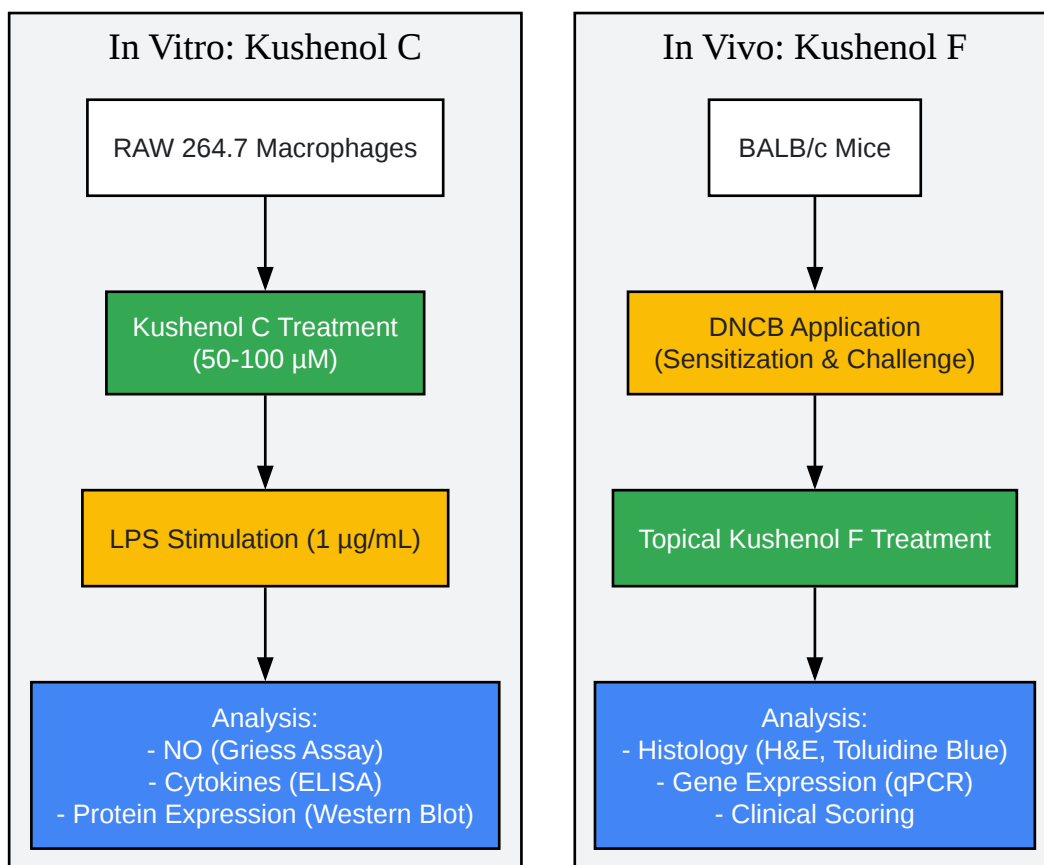 In Vitro: Kushenol C
RAW 264.7 Macrophages
Kushenol C Treatment
(50-100 µM)
LPS Stimulation (1 µg/mL)
Analysis:
- NO (Griess Assay)
- Cytokines (ELISA)
- Protein Expression (Western Blot)
In Vivo: Kushenol F
BALB/c Mice
DNCB Application
(Sensitization & Challenge)
Topical Kushenol F Treatment
Analysis:
- Histology (H&E, Toluidine Blue)
- Gene Expression (qPCR)
- Clinical Scoring